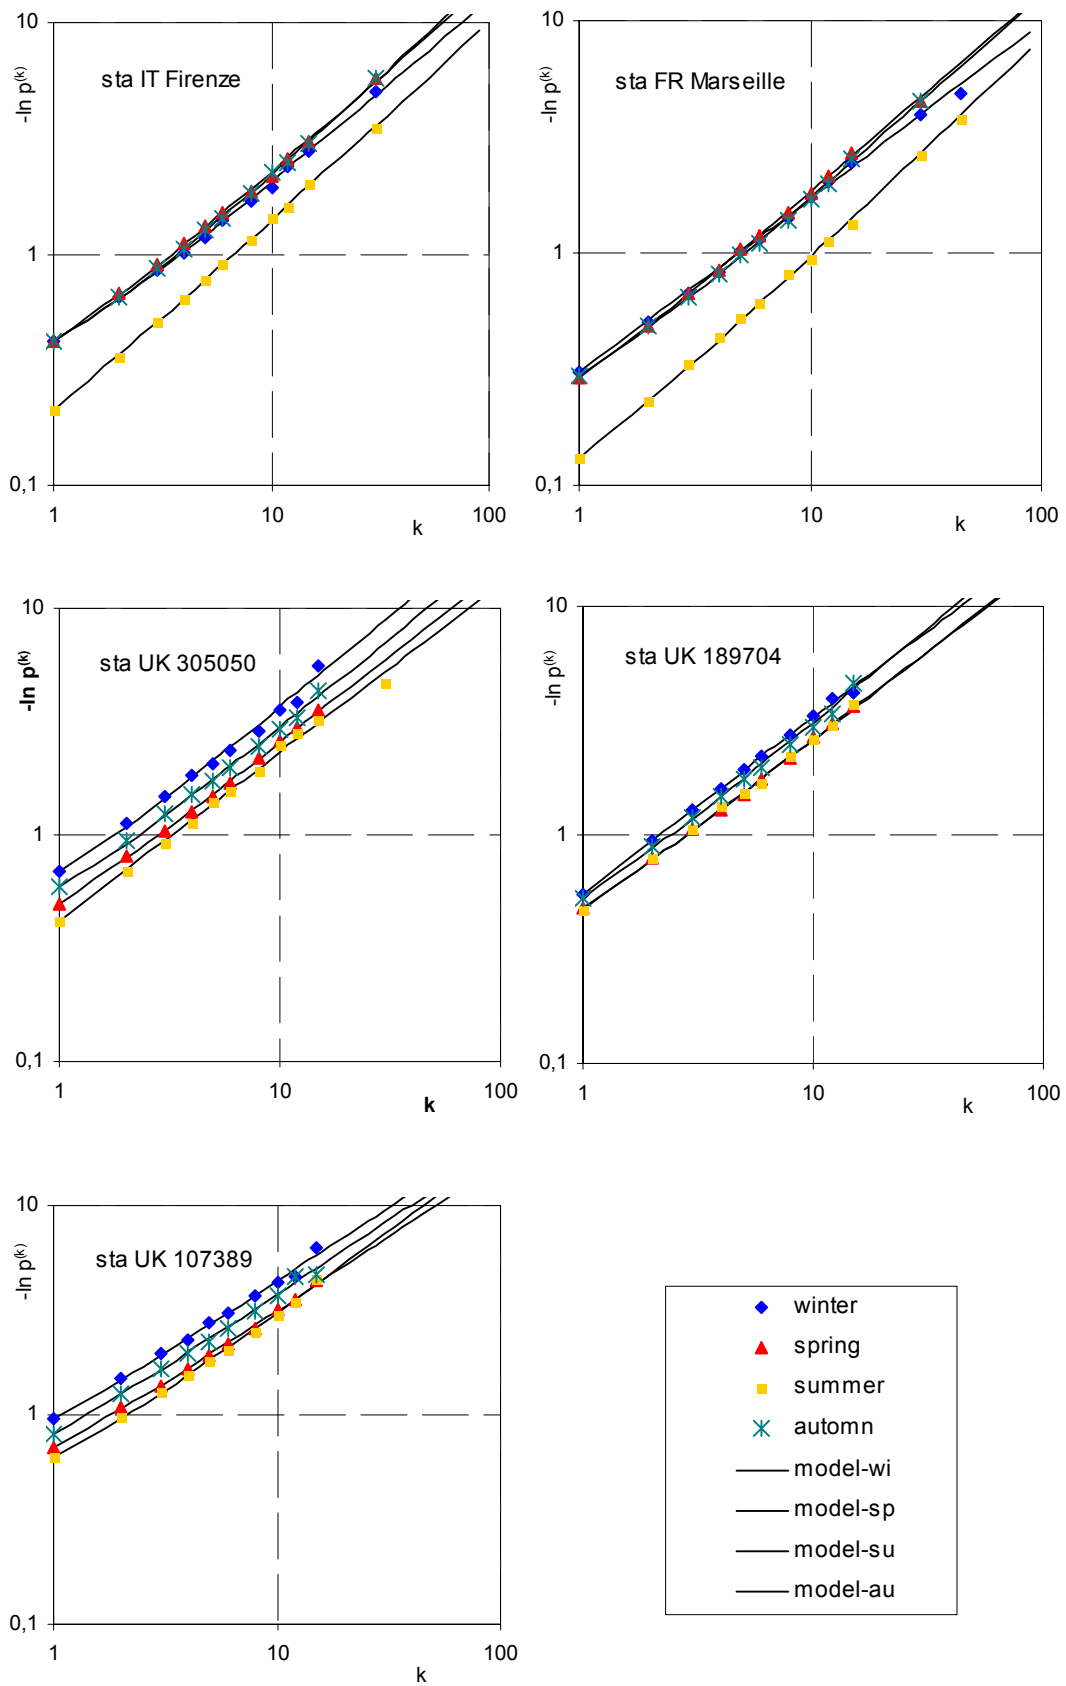 10
-ln p(k)
sta IT Firenze
1
0,1
1
10
100
k
10
-ln p(k)
sta FR Marseille
1
0,1
1
10
100
k
10
-ln p(k)
sta UK 305050
1
0,1
1
10
100
k
10
-ln p(k)
sta UK 189704
1
0,1
1
10
100
k
10
-ln p(k)
sta UK 107389
1
0,1
1
10
100
k
winter
spring
summer
automn
model-wi
model-sp
model-su
model-au